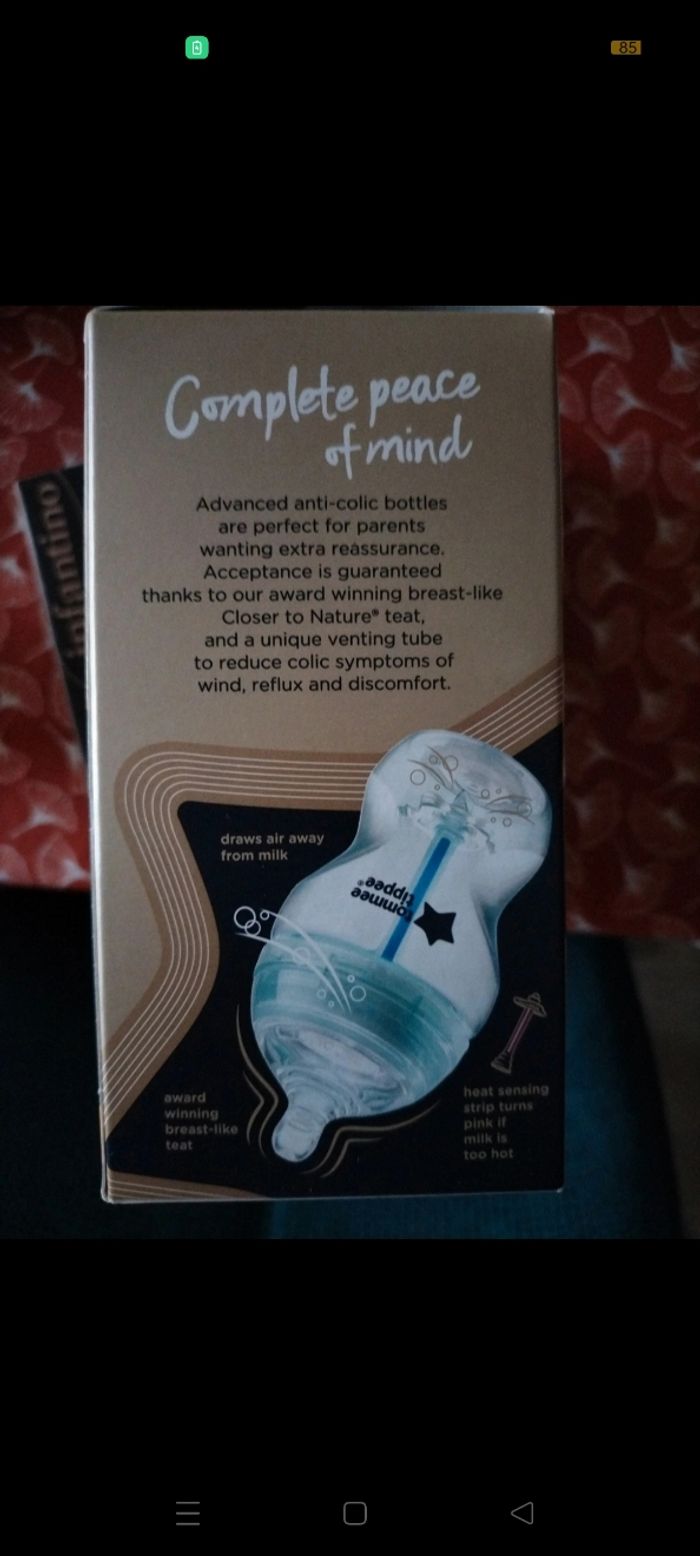 85
Complete peace
of mind
Advanced anti-colic bottles
are perfect for parents
wanting extra reassurance.
Acceptance is guaranteed
thanks to our award winning breast-like
Closer to Nature® teat,
and a unique venting tube
to reduce colic symptoms of
wind, reflux and discomfort.
infantino
draws air away
from milk
tommee
tippee®
award
winning
breast-like
teat
heat sensing
strip turns
pink if
milk is
too hot